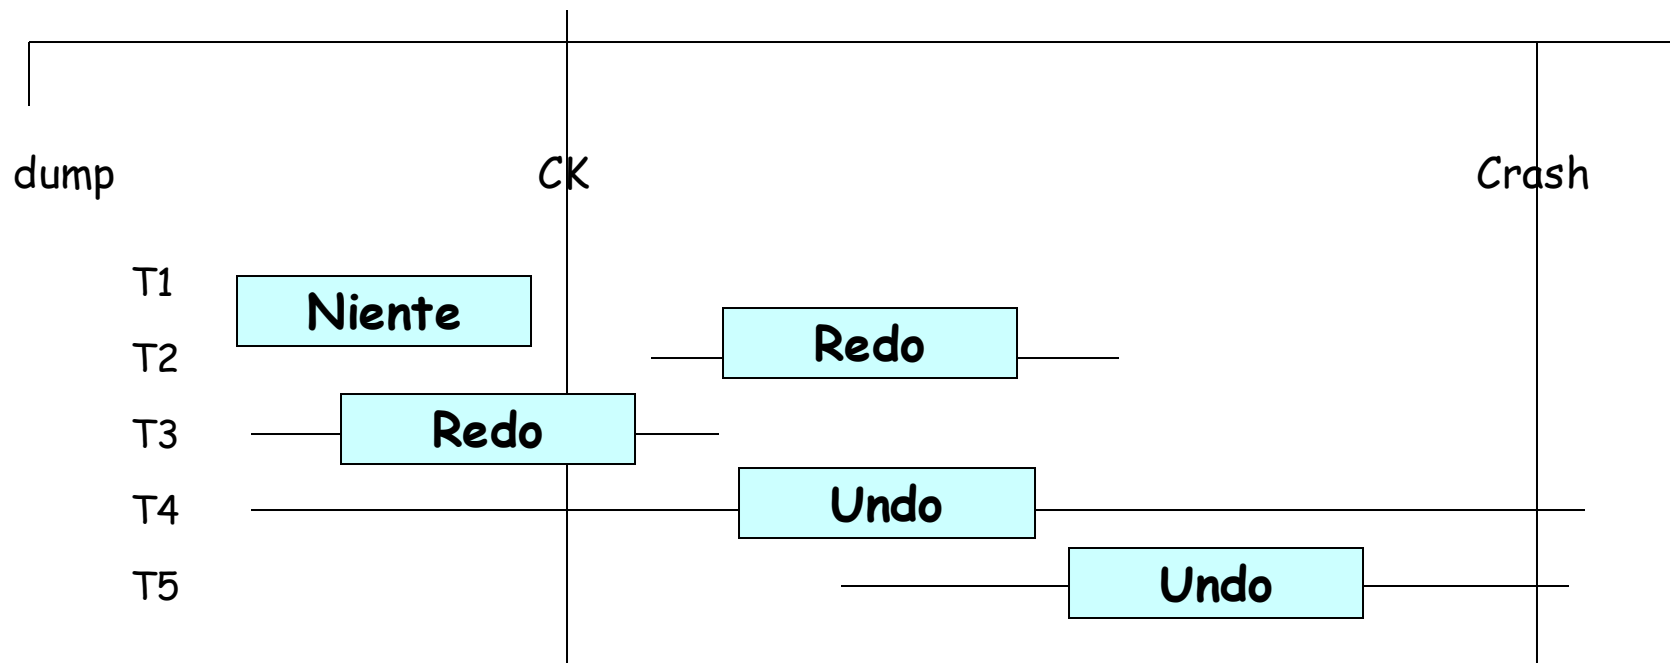 dump CK Crash
T1 Niente
T2 Redo
T3 Redo
T4 Undo
T5 Undo